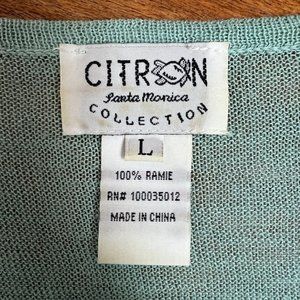 CITRON
Santa Monica
COLLECTION
L
100% RAMIE
RN# 100035012
MADE IN CHINA